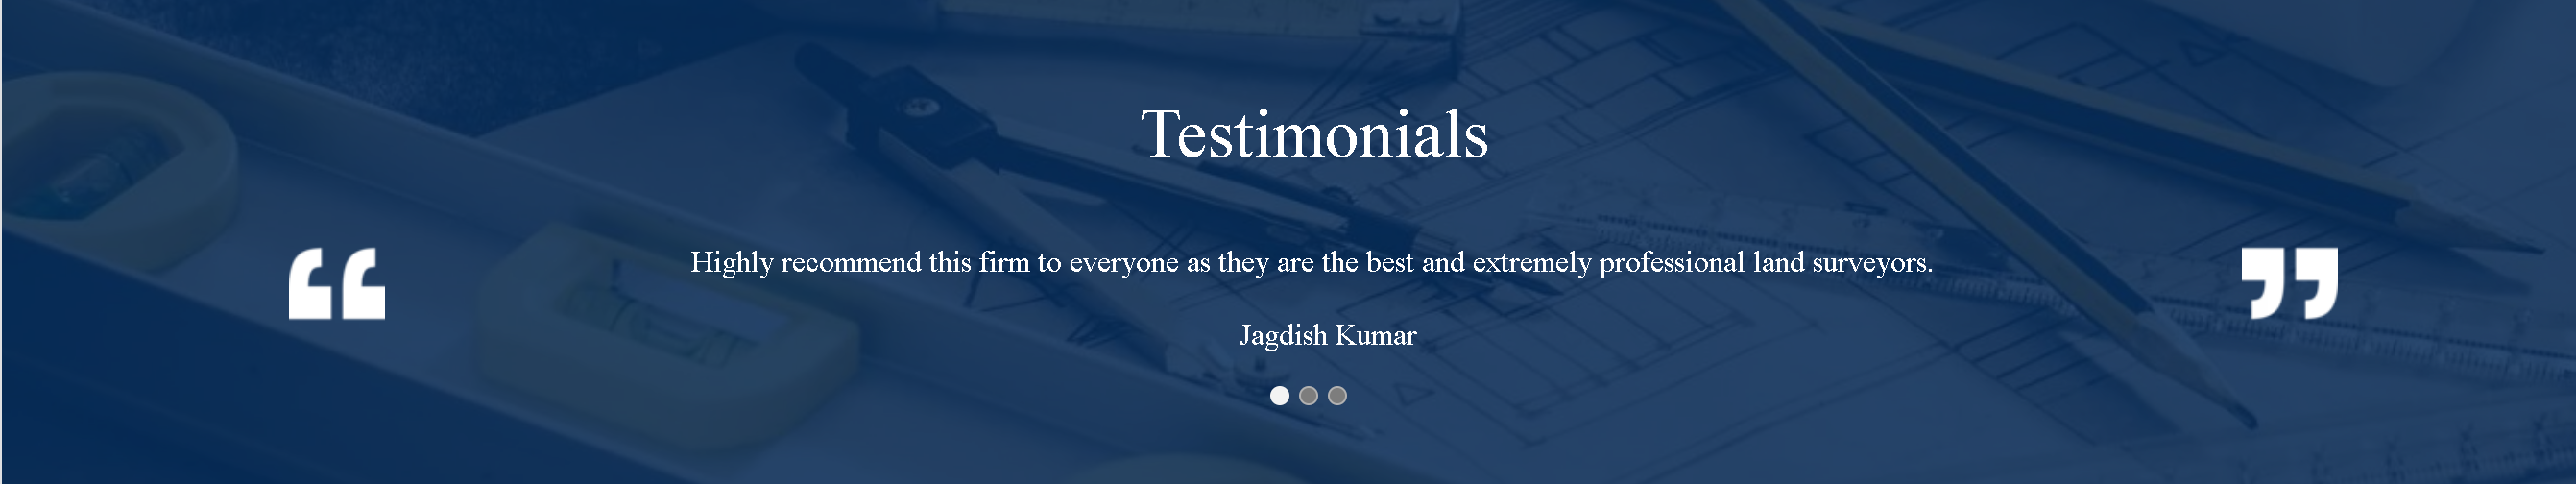 Testimonials
Highly recommend this firm to everyone as they are the best and extremely professional land surveyors.
Jagdish Kumar